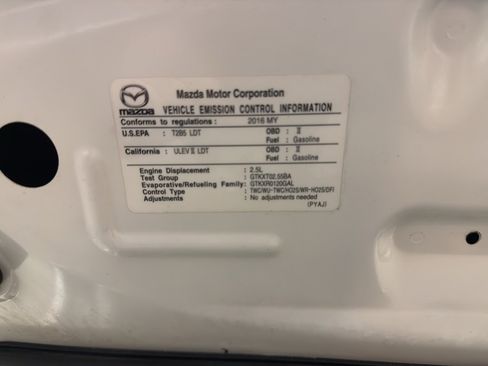 Mazda Motor Corporation
mazda VEHICLE EMISSION CONTROL INFORMATION
Conforms to regulations : 2016 MY
U.S.EPA : T2B5 LDT OBD : II
Fuel : Gasoline
California : ULEV II LDT OBD : II
Fuel : Gasoline
Engine Displacement : 2.5L
Test Group : GTKXT02.55BA
Evaporative/Refueling Family: GTKXR0120GAL
Control Type : TWC/WU-TWC/HO2S/WR-HO2S/DFI
Adjustments : No adjustments needed
(PYAJ)